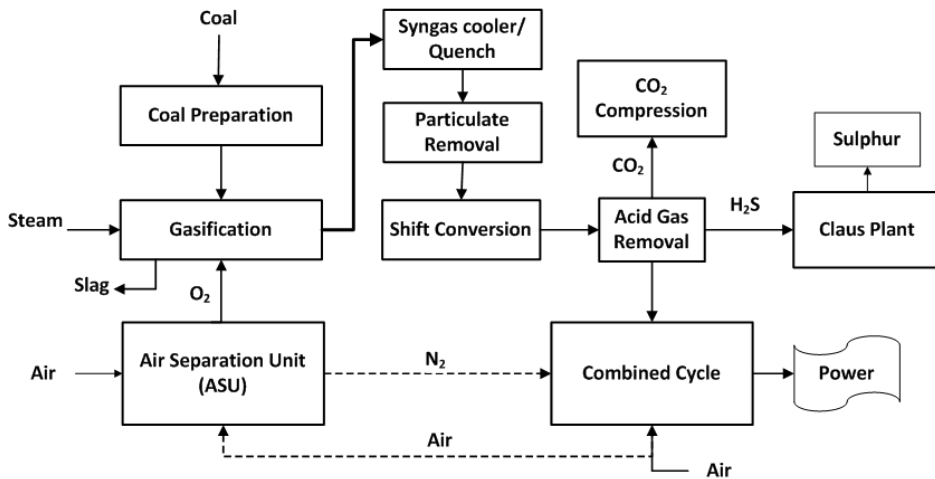 Coal
Syngas cooler/
Quench
CO₂
Compression
Coal Preparation
Particulate
Removal
Sulphur
CO₂
Steam
Gasification
Shift Conversion
Acid Gas
Removal
H₂S
Claus Plant
Slag
O₂
Air
Air Separation Unit
(ASU)
N₂
Combined Cycle
Power
Air
Air